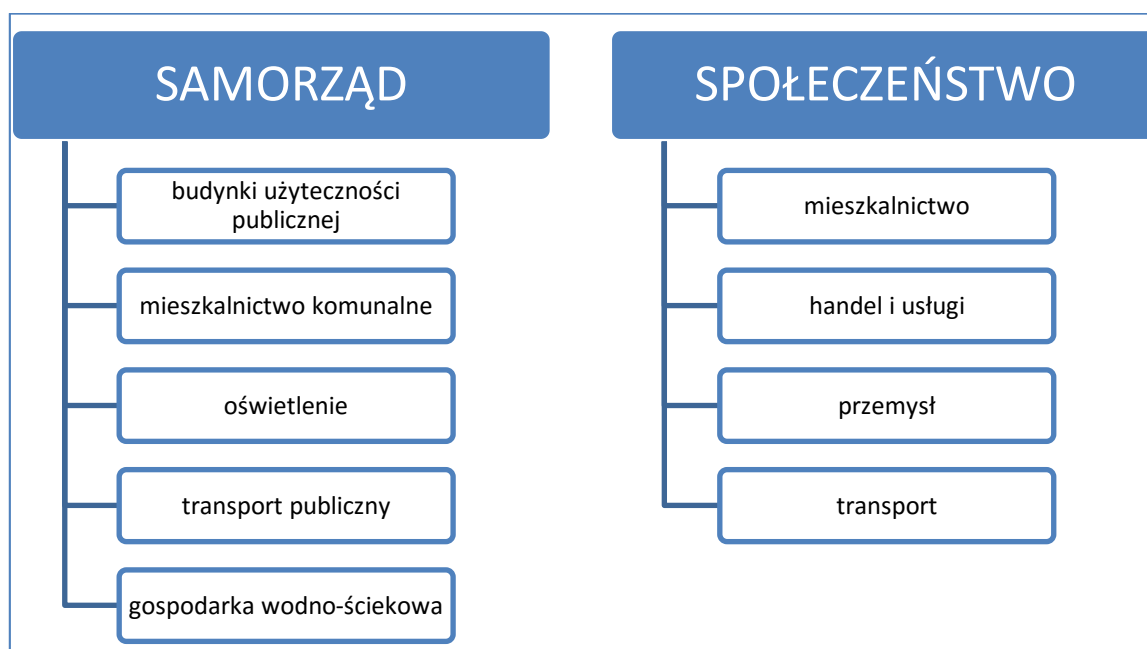 SAMORZĄD
budynki użyteczności
publicznej
mieszkalnictwo komunalne
oświetlenie
transport publiczny
gospodarka wodno-ściekowa
SPOŁECZEŃSTWO
mieszkalnictwo
handel i usługi
przemysł
transport